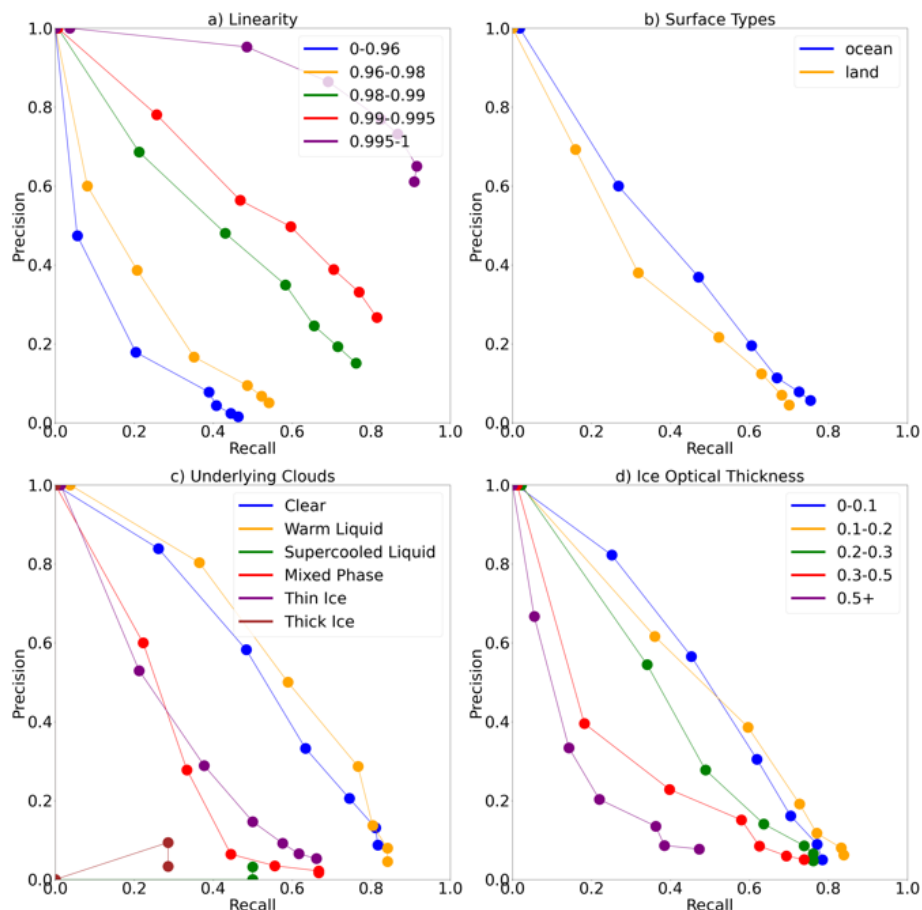 a) Linearity
1.0
0.8
0.6
0.4
0.2
0.0
Precision
0-0.96
0.96-0.98
0.98-0.99
0.99-0.995
0.995-1
0.0 0.2 0.4 0.6 0.8 1.0
Recall
b) Surface Types
1.0
0.8
0.6
0.4
0.2
0.0
Precision
ocean
land
0.0 0.2 0.4 0.6 0.8 1.0
Recall
c) Underlying Clouds
1.0
0.8
0.6
0.4
0.2
0.0
Precision
Clear
Warm Liquid
Supercooled Liquid
Mixed Phase
Thin Ice
Thick Ice
0.0 0.2 0.4 0.6 0.8 1.0
Recall
d) Ice Optical Thickness
1.0
0.8
0.6
0.4
0.2
0.0
Precision
0-0.1
0.1-0.2
0.2-0.3
0.3-0.5
0.5+
0.0 0.2 0.4 0.6 0.8 1.0
Recall